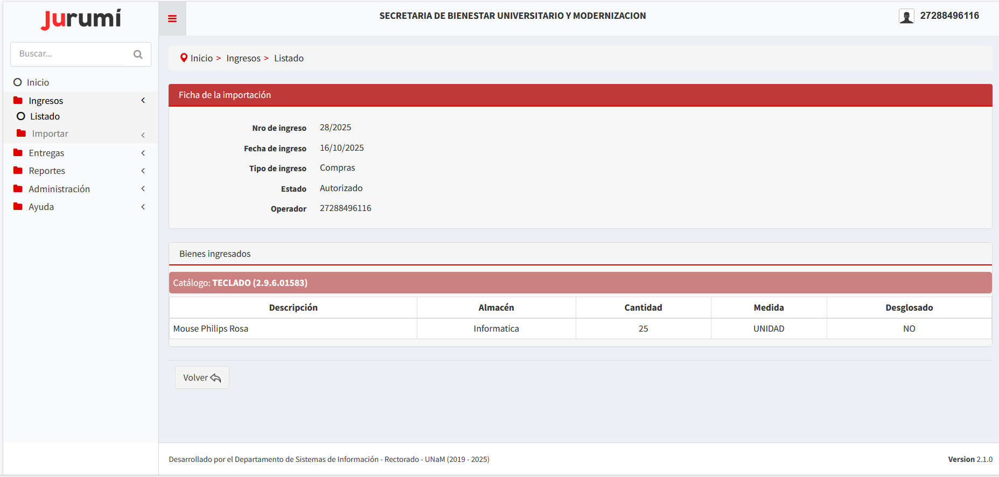 Jurumí
SECRETARIA DE BIENESTAR UNIVERSITARIO Y MODERNIZACION
27288496116
Buscar...
Inicio
Ingresos
Listado
Importar
Entregas
Reportes
Administración
Ayuda
Inicio > Ingresos > Listado
Ficha de la importación
Nro de ingreso 28/2025
Fecha de ingreso 16/10/2025
Tipo de ingreso Compras
Estado Autorizado
Operador 27288496116
Bienes ingresados
Catálogo: TECLADO (2.9.6.01583)
Descripción Almacén Cantidad Medida Desglosado
Mouse Philips Rosa Informatica 25 UNIDAD NO
Volver
Desarrollado por el Departamento de Sistemas de Información - Rectorado - UNaM (2019 - 2025)
Version 2.1.0